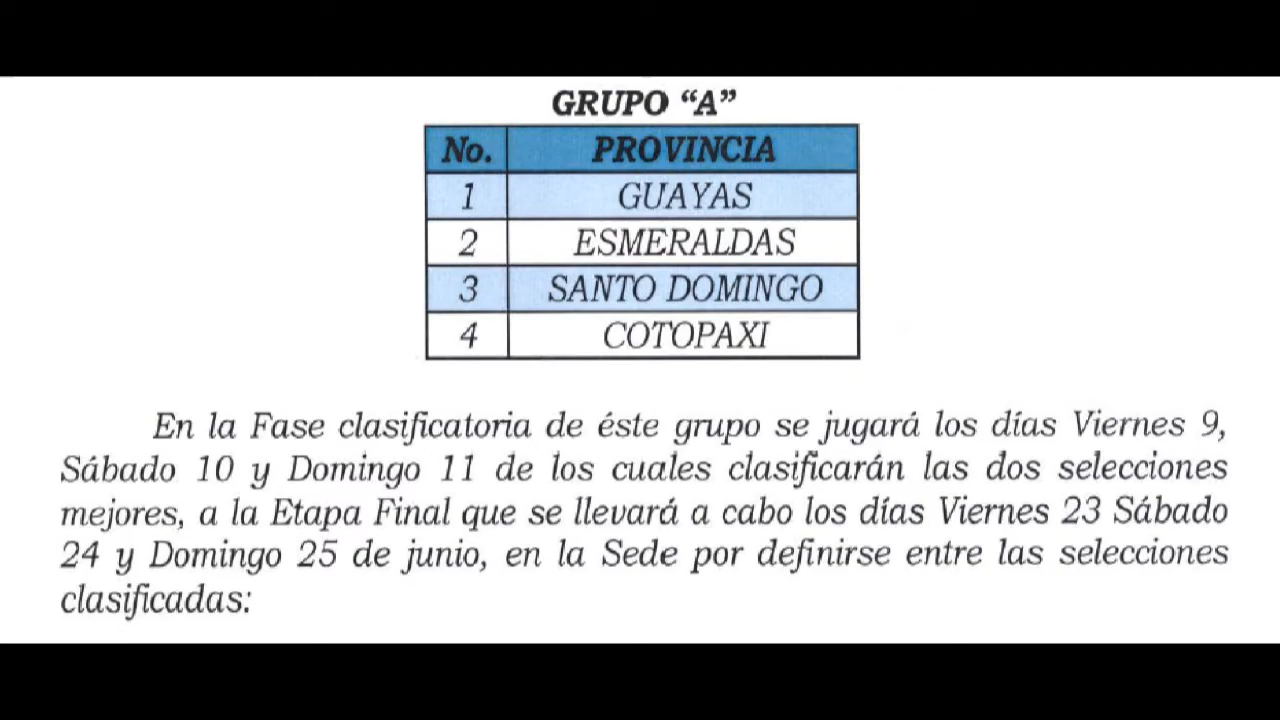 GRUPO “A”
No. PROVINCIA
1 GUAYAS
2 ESMERALDAS
3 SANTO DOMINGO
4 COTOPAXI
En la Fase clasificatoria de éste grupo se jugará los días Viernes 9,
Sábado 10 y Domingo 11 de los cuales clasificarán las dos selecciones
mejores, a la Etapa Final que se llevará a cabo los días Viernes 23 Sábado
24 y Domingo 25 de junio, en la Sede por definirse entre las selecciones
clasificadas: